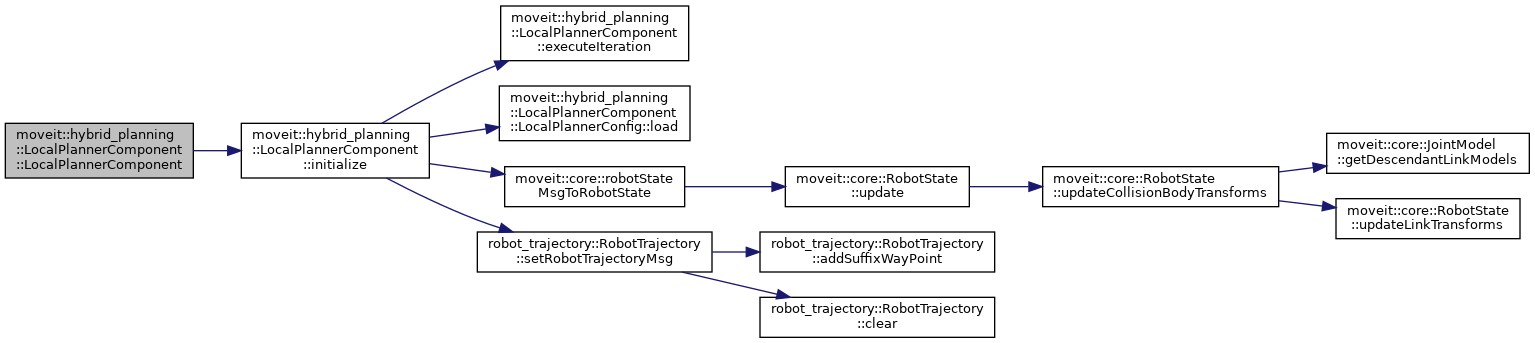 moveit::hybrid_planning
::LocalPlannerComponent
::LocalPlannerComponent
moveit::hybrid_planning
::LocalPlannerComponent
::initialize
moveit::hybrid_planning
::LocalPlannerComponent
::executeIteration
moveit::hybrid_planning
::LocalPlannerComponent
::LocalPlannerConfig::load
moveit::core::robotState
MsgToRobotState
robot_trajectory::RobotTrajectory
::setRobotTrajectoryMsg
moveit::core::RobotState
::update
robot_trajectory::RobotTrajectory
::addSuffixWayPoint
robot_trajectory::RobotTrajectory
::clear
moveit::core::RobotState
::updateCollisionBodyTransforms
moveit::core::JointModel
::getDescendantLinkModels
moveit::core::RobotState
::updateLinkTransforms